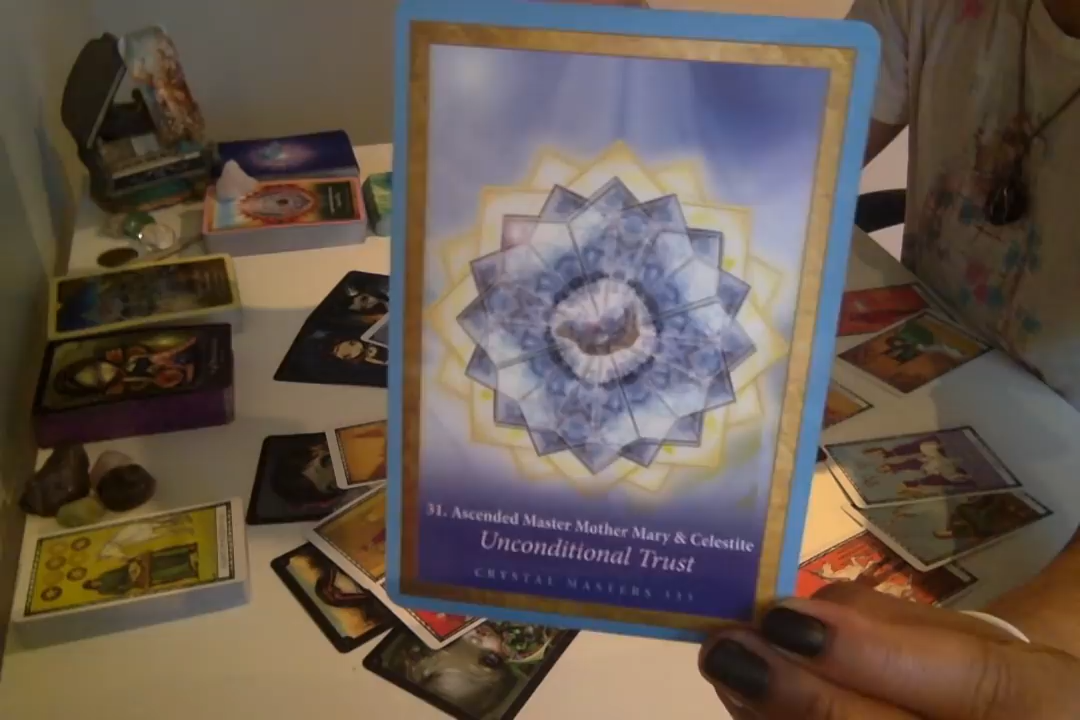 31. Ascended Master Mother Mary & Celestite
Unconditional Trust
CRYSTAL MASTERS 333